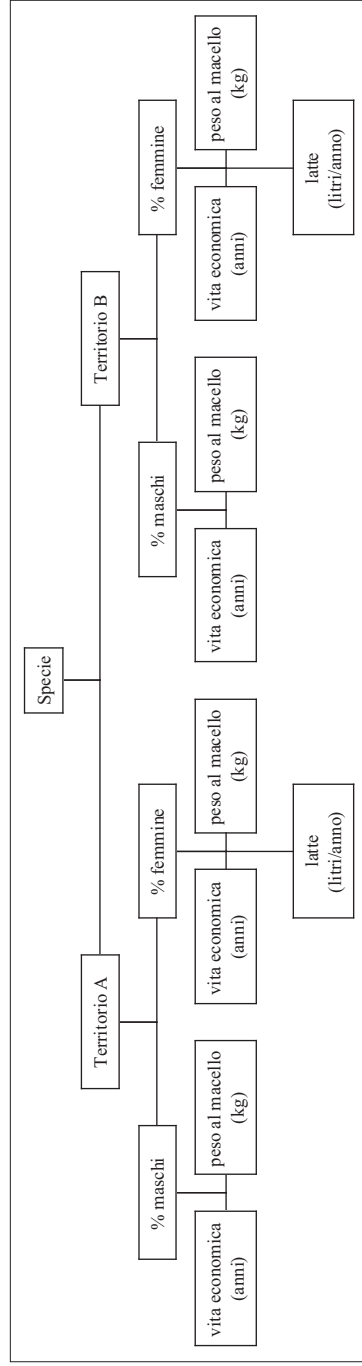 Specie
Territorio A
Territorio B
% maschi
% femmine
% maschi
% femmine
vita economica
(anni)
peso al macello
(kg)
vita economica
(anni)
peso al macello
(kg)
vita economica
(anni)
peso al macello
(kg)
vita economica
(anni)
peso al macello
(kg)
latte
(litri/anno)
latte
(litri/anno)